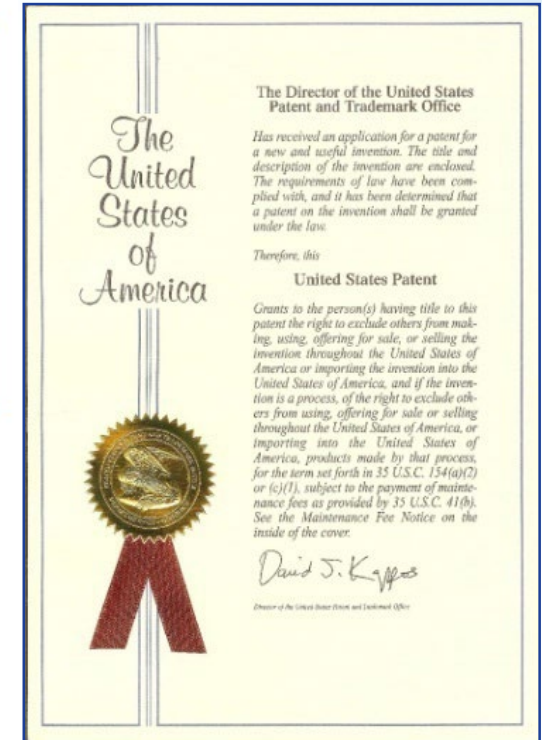 The
United
States
of
America
The Director of the United States
Patent and Trademark Office
Has received an application for a patent for
a new and useful invention. The title and
description of the invention are enclosed.
The requirements of law have been com-
plied with, and it has been determined that
a patent on the invention shall be granted
under the law.
Therefore, this
United States Patent
Grants to the person(s) having title to this
patent the right to exclude others from mak-
ing, using, offering for sale, or selling the
invention throughout the United States of
America or importing the invention into the
United States of America, and if the inven-
tion is a process, of the right to exclude oth-
ers from using, offering for sale or selling
throughout the United States of America, or
importing into the United States of
America, products made by that process,
for the term set forth in 35 U.S.C. 154(a)(2)
or (c)(1), subject to the payment of mainte-
nance fees as provided by 35 U.S.C. 41(b).
See the Maintenance Fee Notice on the
inside of the cover.
David J. Kappos
Director of the United States Patent and Trademark Office